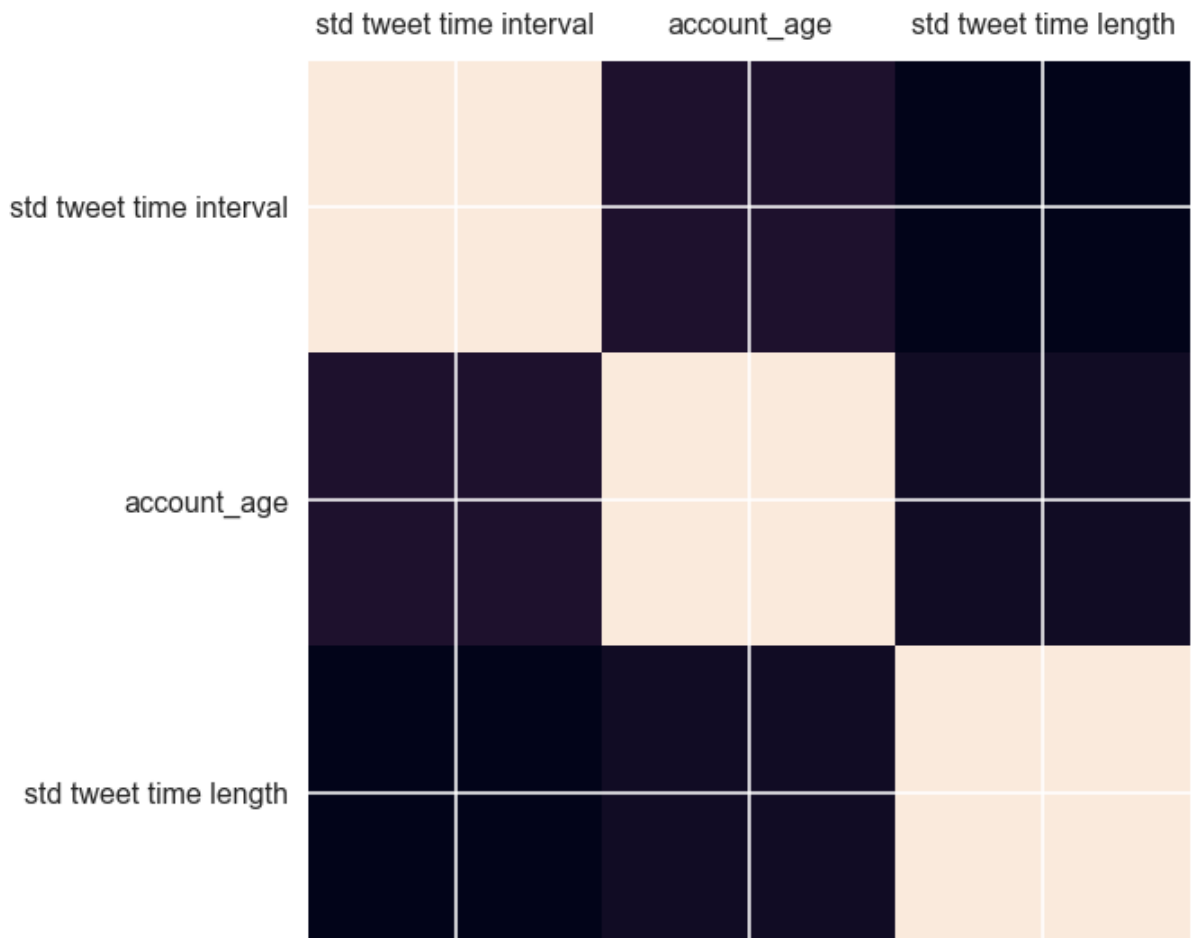 std tweet time interval account_age std tweet time length
std tweet time interval
account_age
std tweet time length